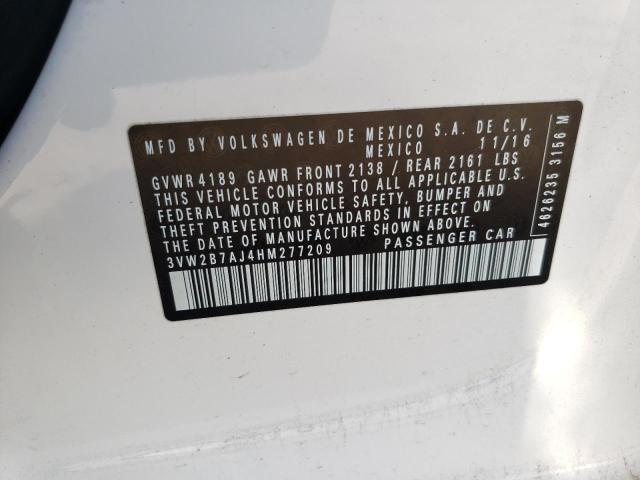 MFD BY VOLKSWAGEN DE MEXICO S.A. DE C.V.
MEXICO 11/16
GVWR 4189 GAWR FRONT 2138 / REAR 2161 LBS
THIS VEHICLE CONFORMS TO ALL APPLICABLE U.S.
FEDERAL MOTOR VEHICLE SAFETY, BUMPER AND
THEFT PREVENTION STANDARDS IN EFFECT ON
THE DATE OF MANUFACTURE SHOWN ABOVE.
3VW2B7AJ4HM277209 PASSENGER CAR
4626235 3156 M